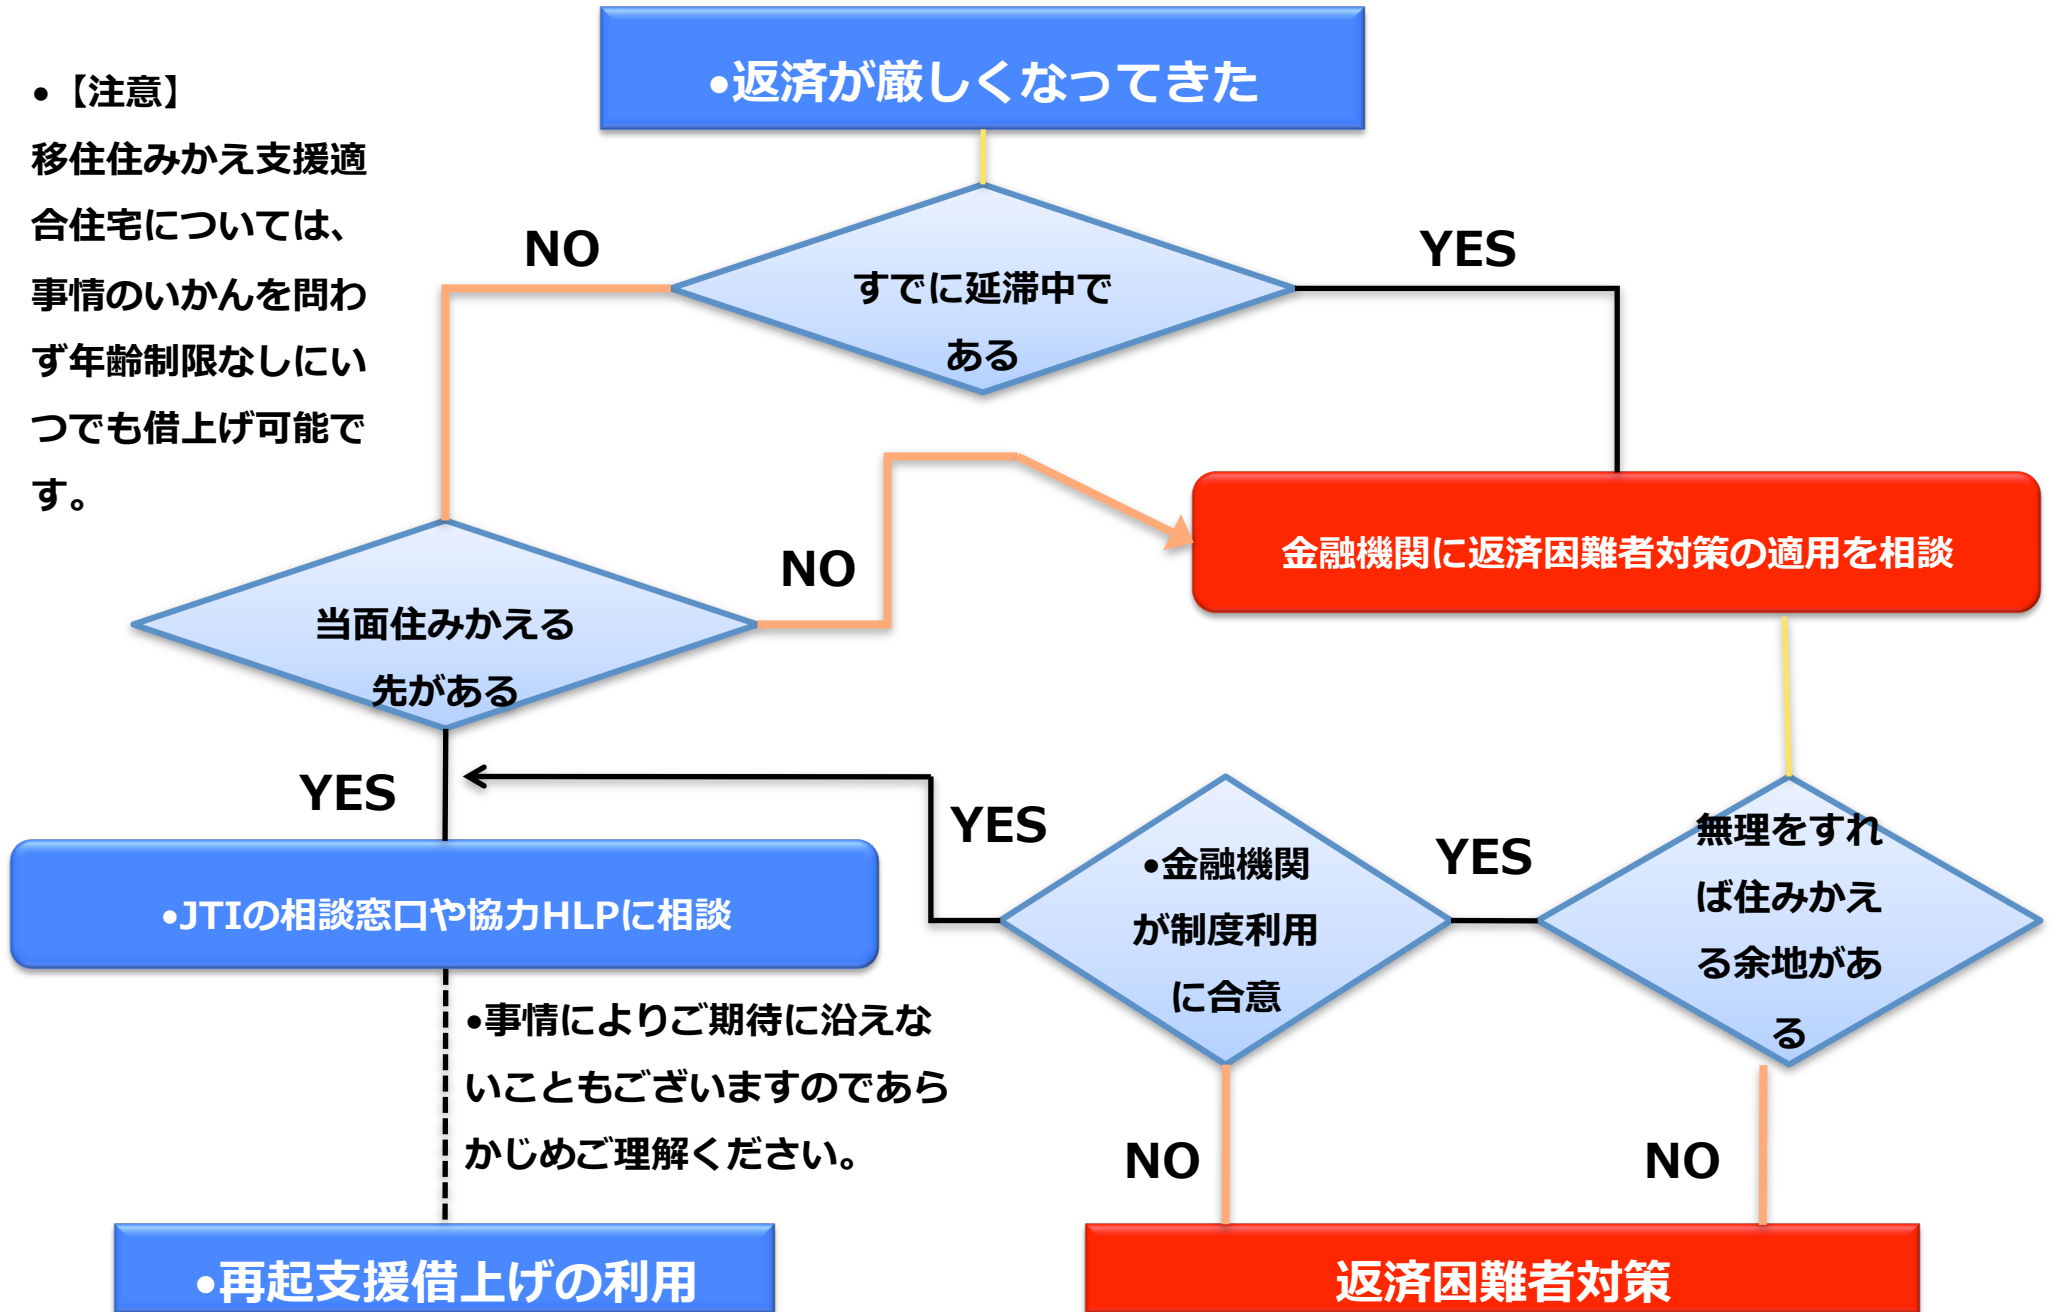 •返済が厳しくなってきた
•【注意】
移住住みかえ支援適
合住宅については、
事情のいかんを問わ
ず年齢制限なしにい
つでも借上げ可能で
す。
NO
YES
すでに延滞中で
ある
金融機関に返済困難者対策の適用を相談
NO
当面住みかえる
先がある
YES
YES
•金融機関
が制度利用
に合意
YES
無理をすれ
ば住みかえ
る余地があ
る
•JTIの相談窓口や協力HLPに相談
•事情によりご期待に沿えな
いこともございますのであら
かじめご理解ください。
NO
NO
•再起支援借上げの利用
返済困難者対策